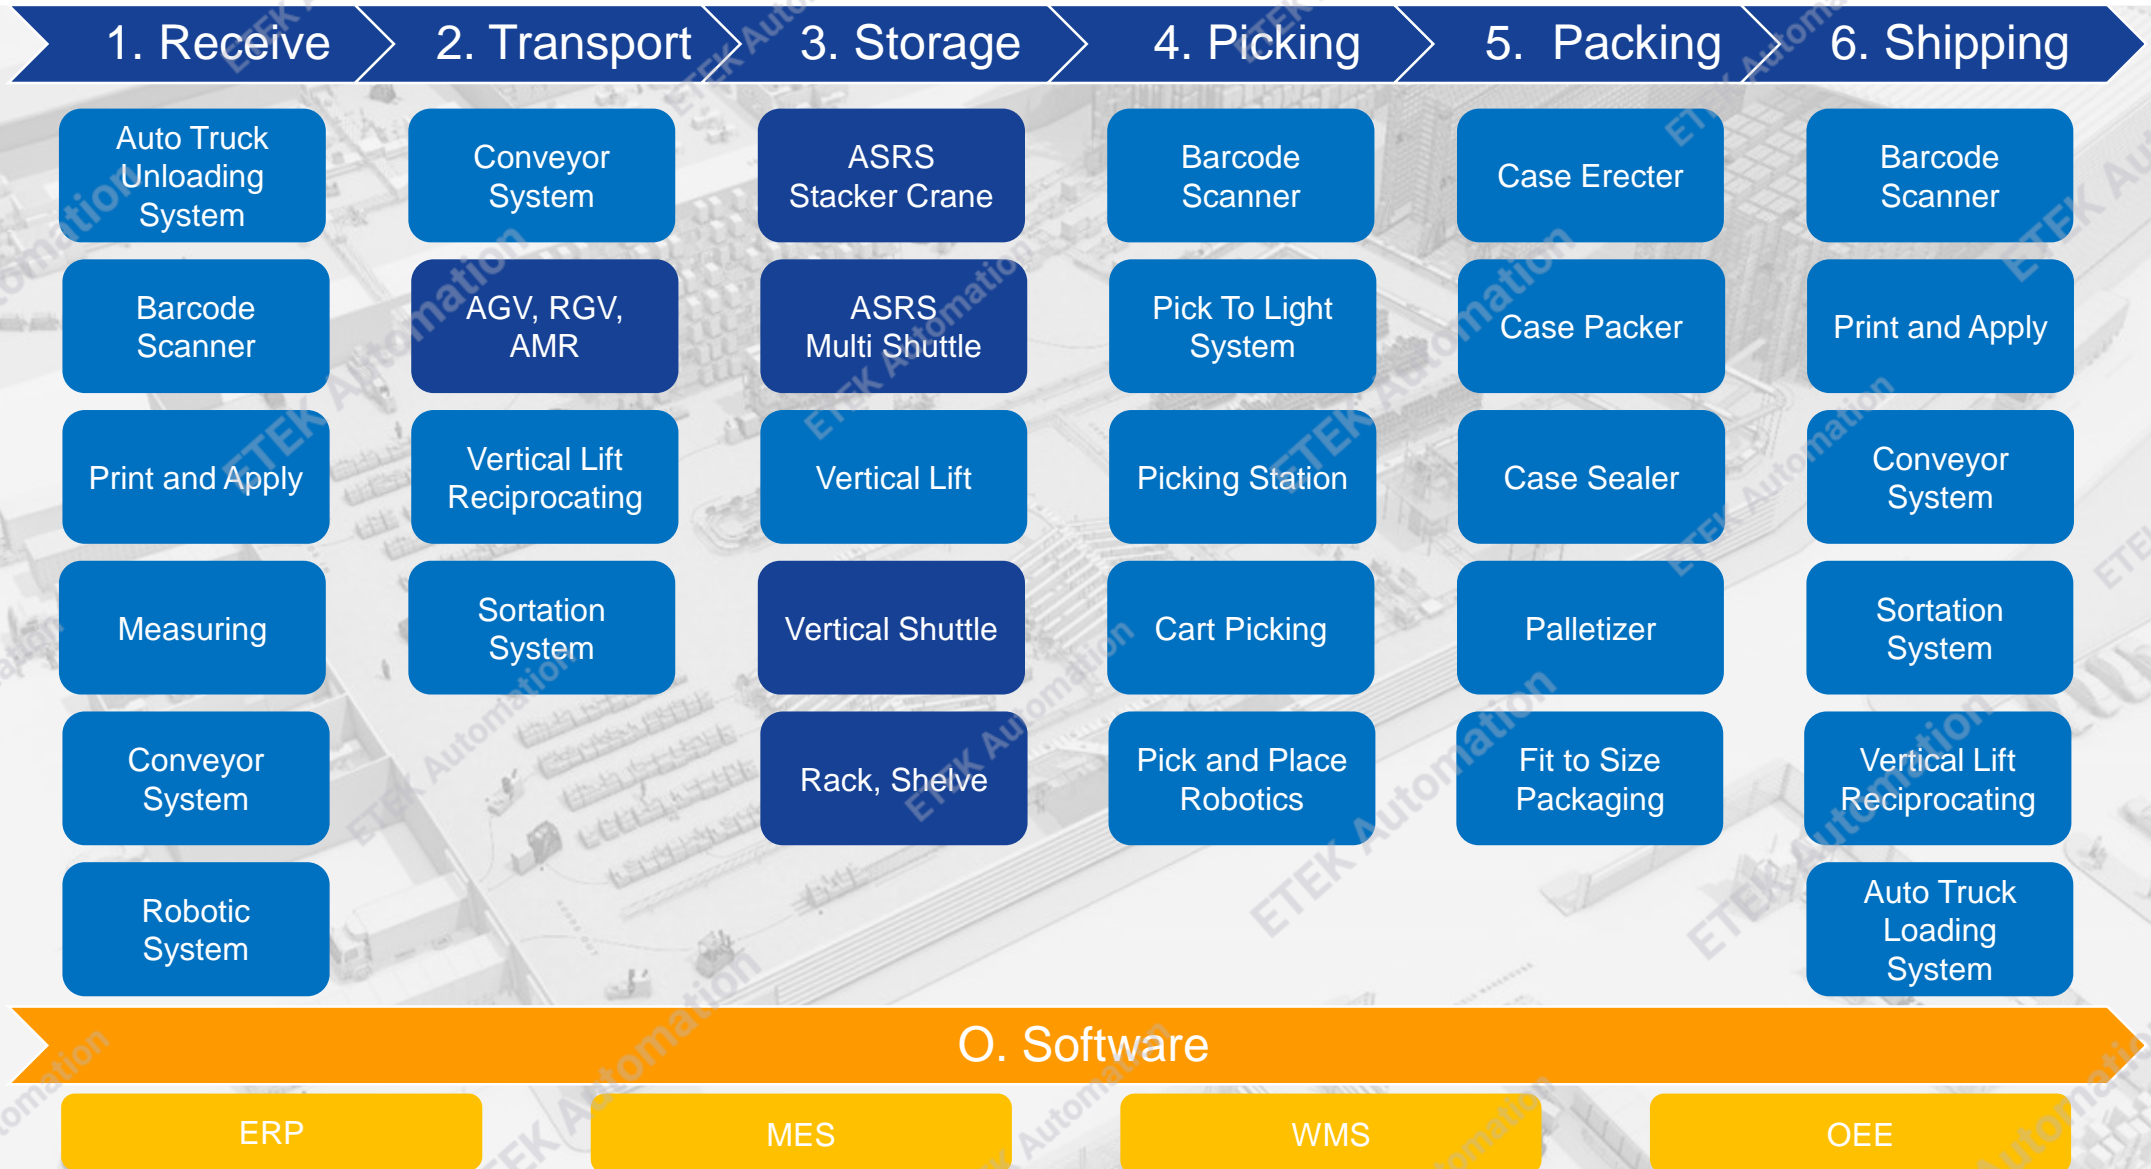 1. Receive
2. Transport
3. Storage
4. Picking
5. Packing
6. Shipping
Auto Truck
Unloading
System
Barcode
Scanner
Print and Apply
Measuring
Conveyor
System
Robotic
System
Conveyor
System
AGV, RGV,
AMR
Vertical Lift
Reciprocating
Sortation
System
ASRS
Stacker Crane
ASRS
Multi Shuttle
Vertical Lift
Vertical Shuttle
Rack, Shelve
Barcode
Scanner
Pick To Light
System
Picking Station
Cart Picking
Pick and Place
Robotics
Case Erecter
Case Packer
Case Sealer
Palletizer
Fit to Size
Packaging
Barcode
Scanner
Print and Apply
Conveyor
System
Sortation
System
Vertical Lift
Reciprocating
Auto Truck
Loading
System
O. Software
ERP
MES
WMS
OEE
ETEK Automation